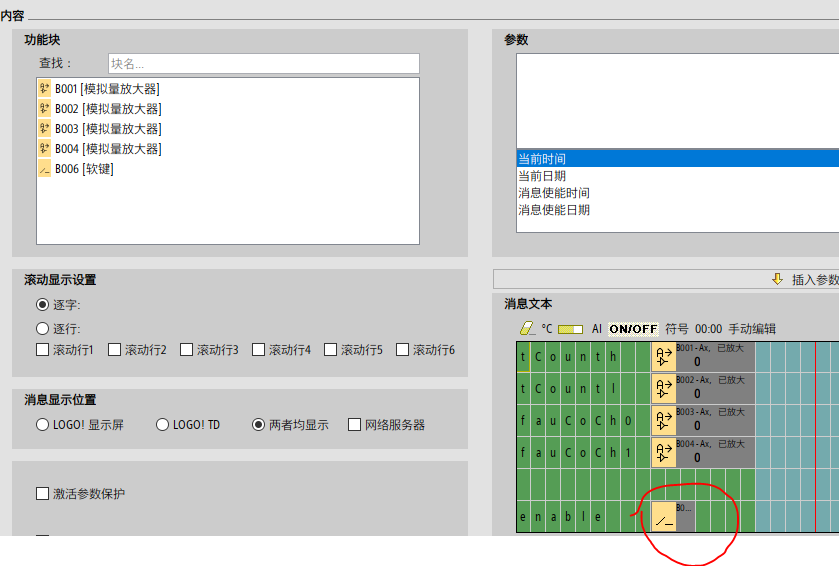 内容
功能块
查找：
块名...
B001 [模拟量放大器]
B002 [模拟量放大器]
B003 [模拟量放大器]
B004 [模拟量放大器]
B006 [软键]
参数
当前时间
当前日期
消息使能时间
消息使能日期
滚动显示设置
逐字:
逐行:
滚动行1 滚动行2 滚动行3 滚动行4 滚动行5 滚动行6
消息显示位置
LOGO! 显示屏 LOGO! TD 两者均显示 网络服务器
激活参数保护
插入参数
消息文本
°C AI ON/OFF 符号 00:00 手动编辑
tCounth B001-Ax, 已放大
0
tCountl B002-Ax, 已放大
0
fauCoCh0 B003-Ax, 已放大
0
fauCoCh1 B004-Ax, 已放大
0
enable B0...